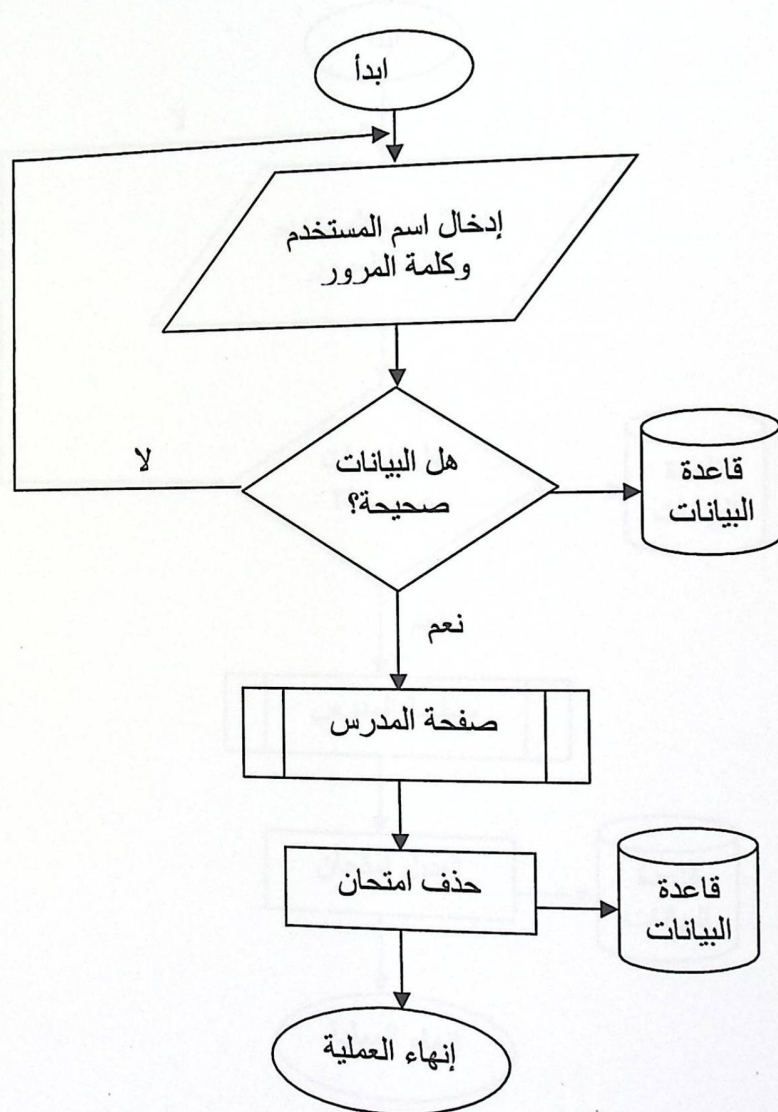 ابدأ
إدخال اسم المستخدم
وكلمة المرور
هل البيانات
صحيحة؟
لا
قاعدة
البيانات
نعم
صفحة المدرس
حذف امتحان
قاعدة
البيانات
إنهاء العملية